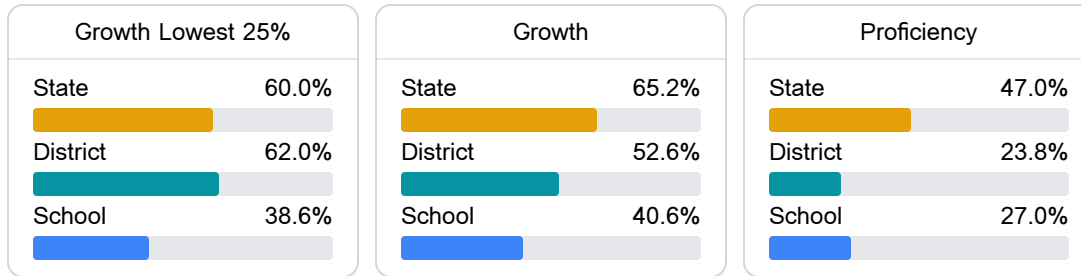 Growth Lowest 25%
State 60.0%
District 62.0%
School 38.6%
Growth
State 65.2%
District 52.6%
School 40.6%
Proficiency
State 47.0%
District 23.8%
School 27.0%